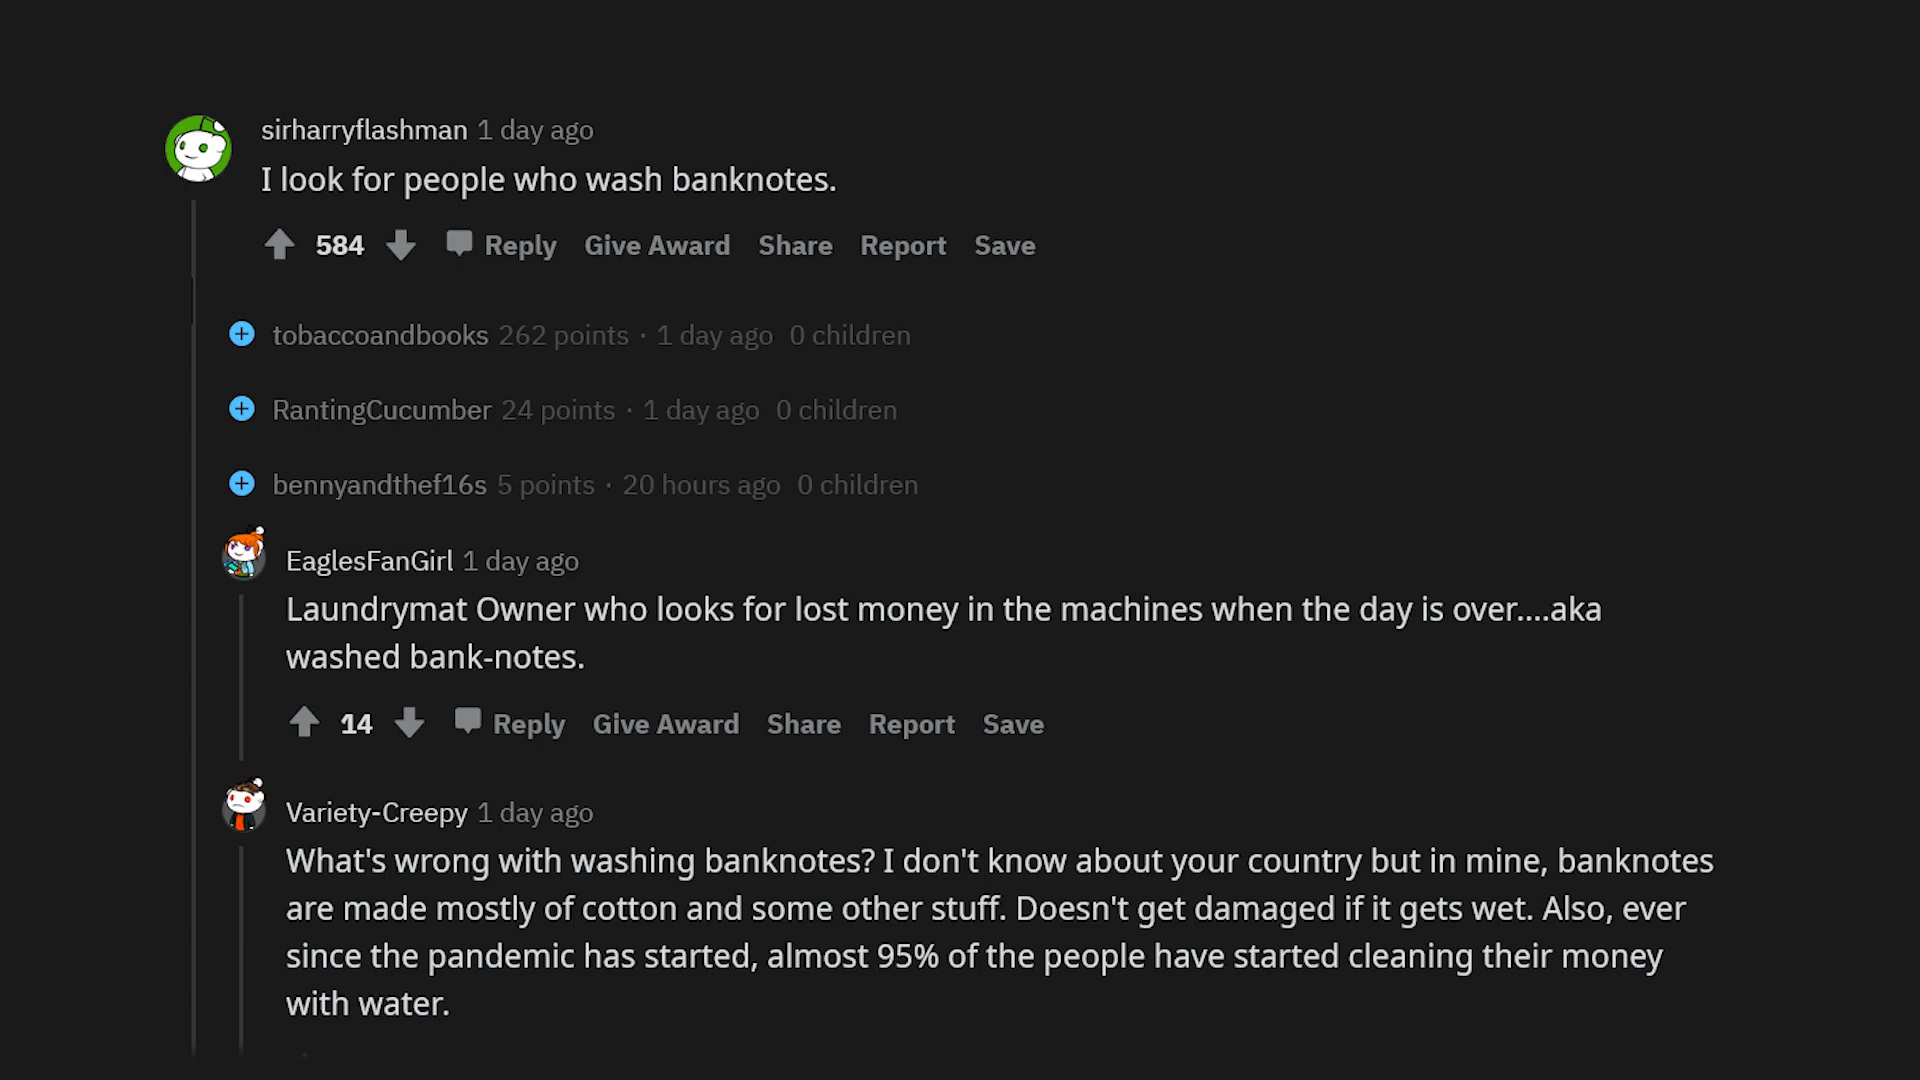 sirharryflashman 1 day ago
I look for people who wash banknotes.
584 Reply Give Award Share Report Save
tobaccoandbooks 262 points · 1 day ago 0 children
RantingCucumber 24 points · 1 day ago 0 children
bennyandthef16s 5 points · 20 hours ago 0 children
EaglesFanGirl 1 day ago
Laundrymat Owner who looks for lost money in the machines when the day is over....aka
washed bank-notes.
14 Reply Give Award Share Report Save
Variety-Creepy 1 day ago
What's wrong with washing banknotes? I don't know about your country but in mine, banknotes
are made mostly of cotton and some other stuff. Doesn't get damaged if it gets wet. Also, ever
since the pandemic has started, almost 95% of the people have started cleaning their money
with water.